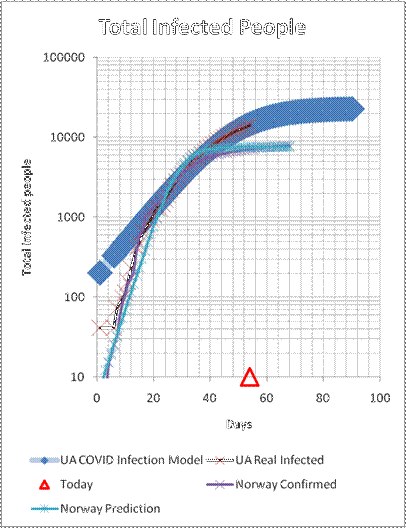 Total Infected People
100000
10000
1000
100
10
0 20 40 60 80 100
Total infected people
Days
UA COVID Infection Model UA Real Infected
Today Norway Confirmed
Norway Prediction